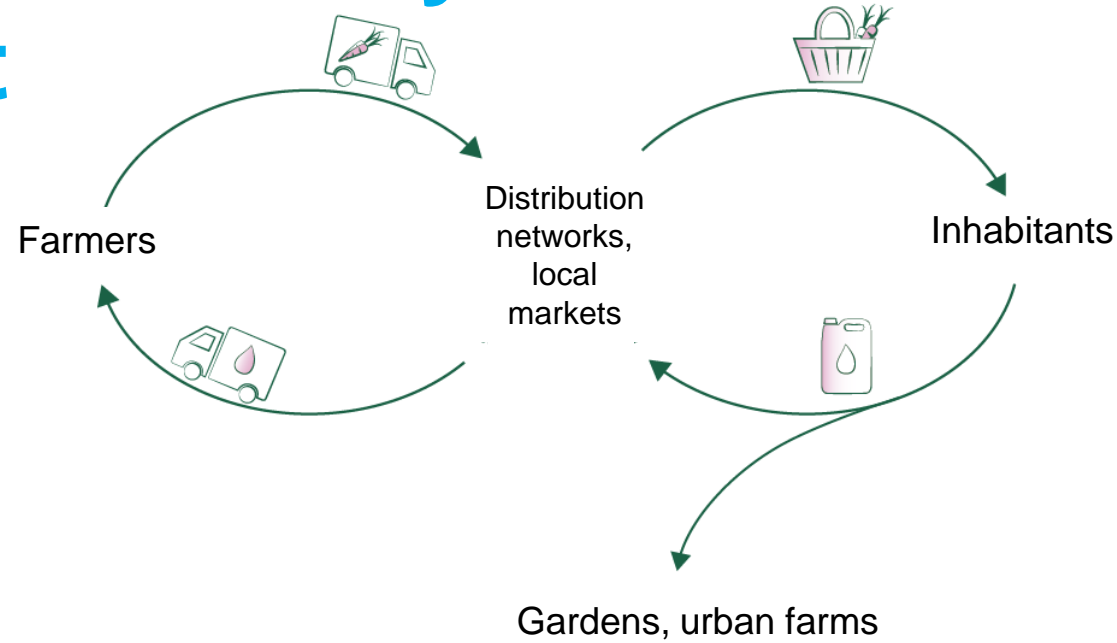 Farmers
Distribution
networks,
local
markets
Inhabitants
Gardens, urban farms